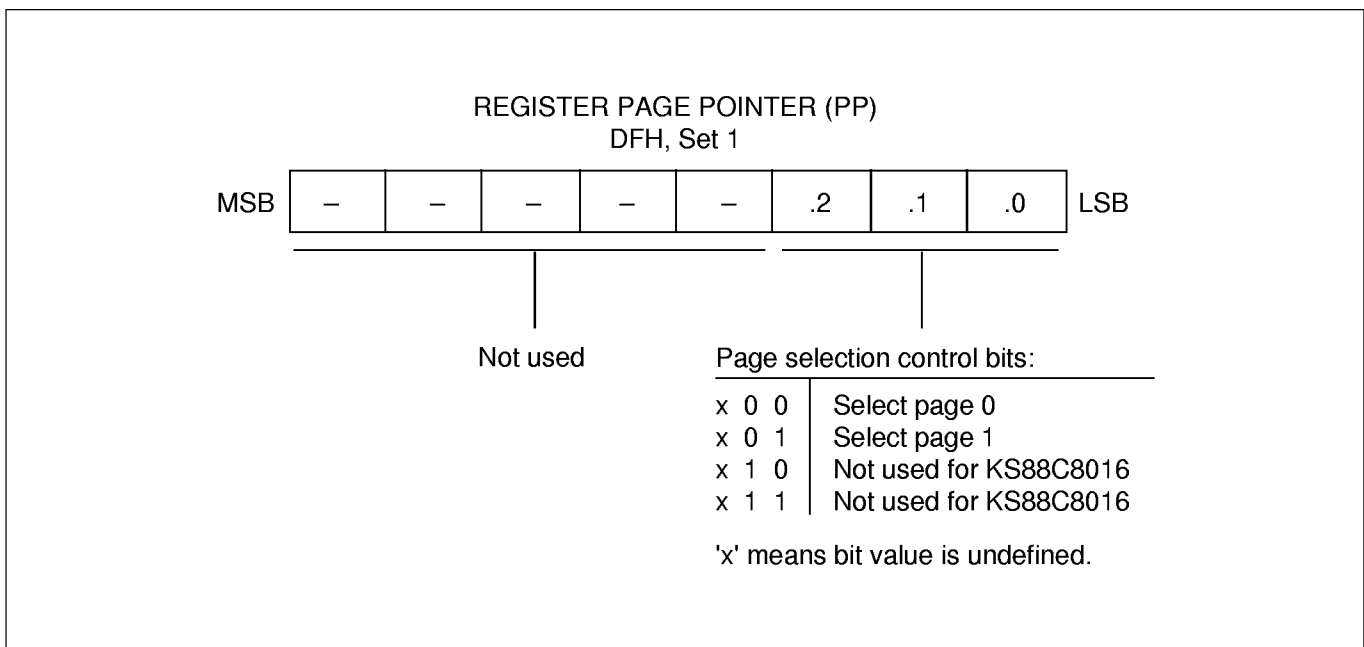 REGISTER PAGE POINTER (PP)
DFH, Set 1
MSB – – – – – .2 .1 .0 LSB
Not used
Page selection control bits:
x 0 0 Select page 0
x 0 1 Select page 1
x 1 0 Not used for KS88C8016
x 1 1 Not used for KS88C8016
'x' means bit value is undefined.